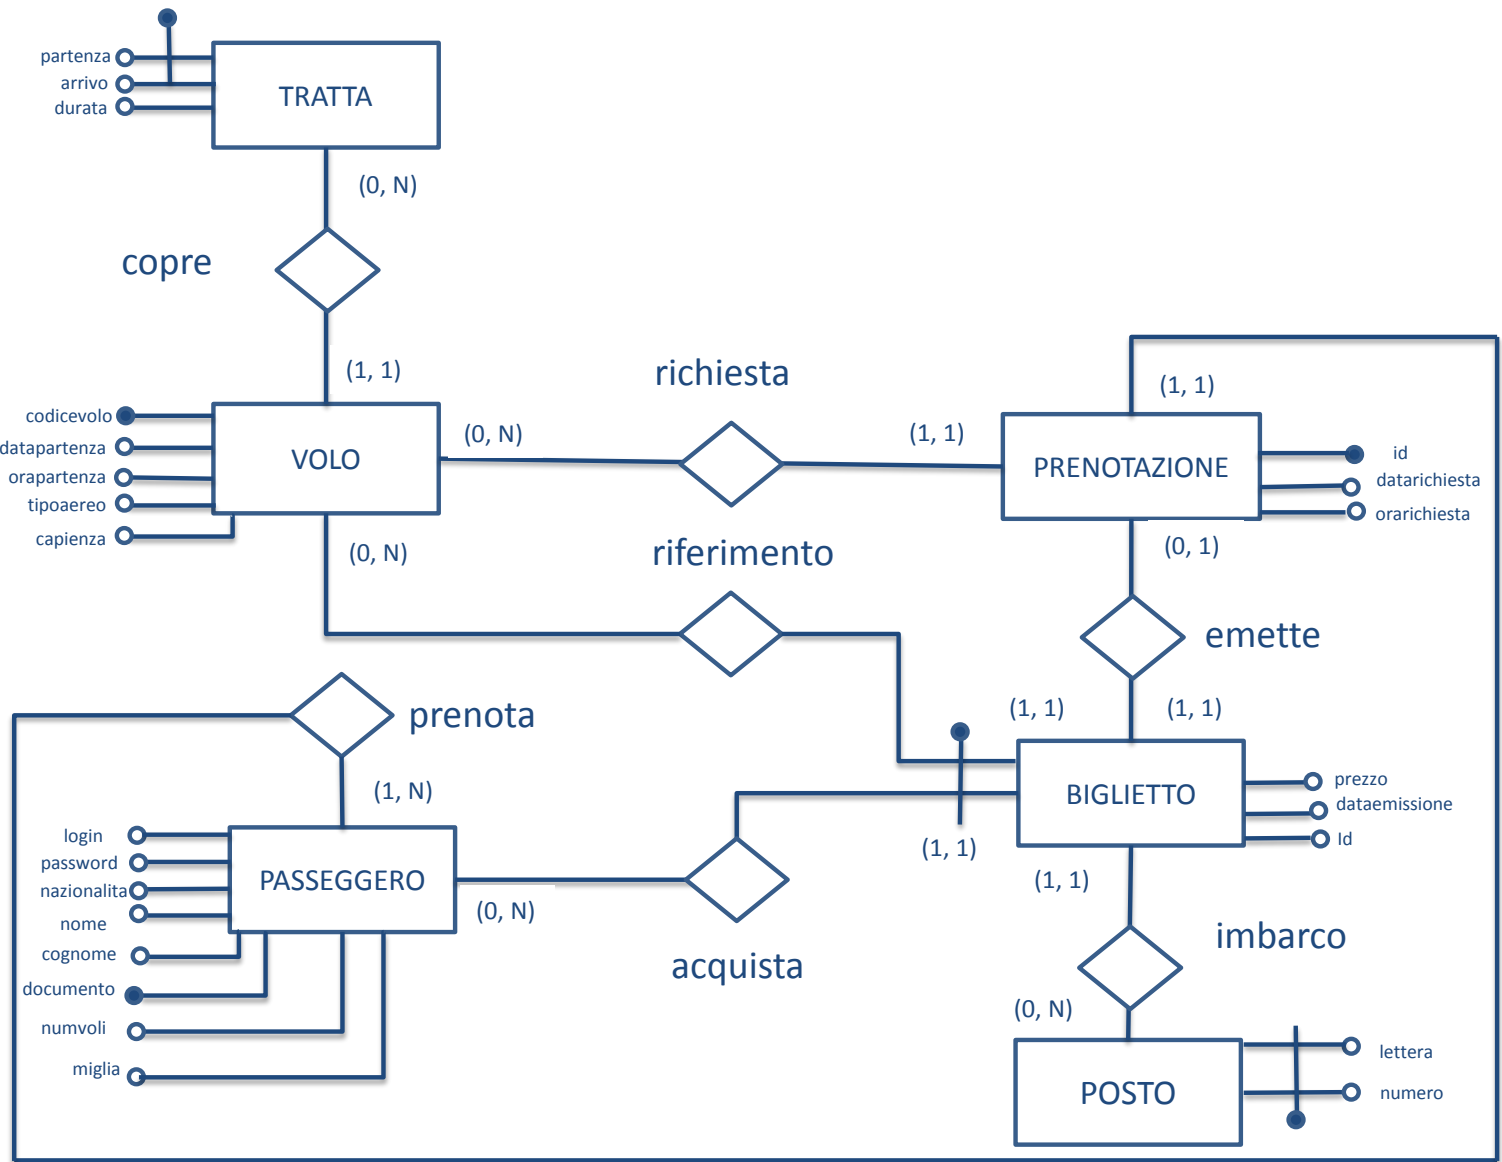 partenza
arrivo
durata
TRATTA
(0, N)
copre
(1, 1)
richiesta
(1, 1)
codicevolo
datapartenza
orapartenza
tipoaereo
capienza
VOLO
(0, N)
(1, 1)
PRENOTAZIONE
id
datarichiesta
orarichiesta
(0, N)
riferimento
(0, 1)
emette
prenota
(1, 1)
(1, 1)
(1, N)
BIGLIETTO
prezzo
dataemissione
Id
login
password
nazionalita
nome
cognome
documento
numvoli
miglia
PASSEGGERO
(0, N)
(1, 1)
(1, 1)
acquista
imbarco
(0, N)
POSTO
lettera
numero